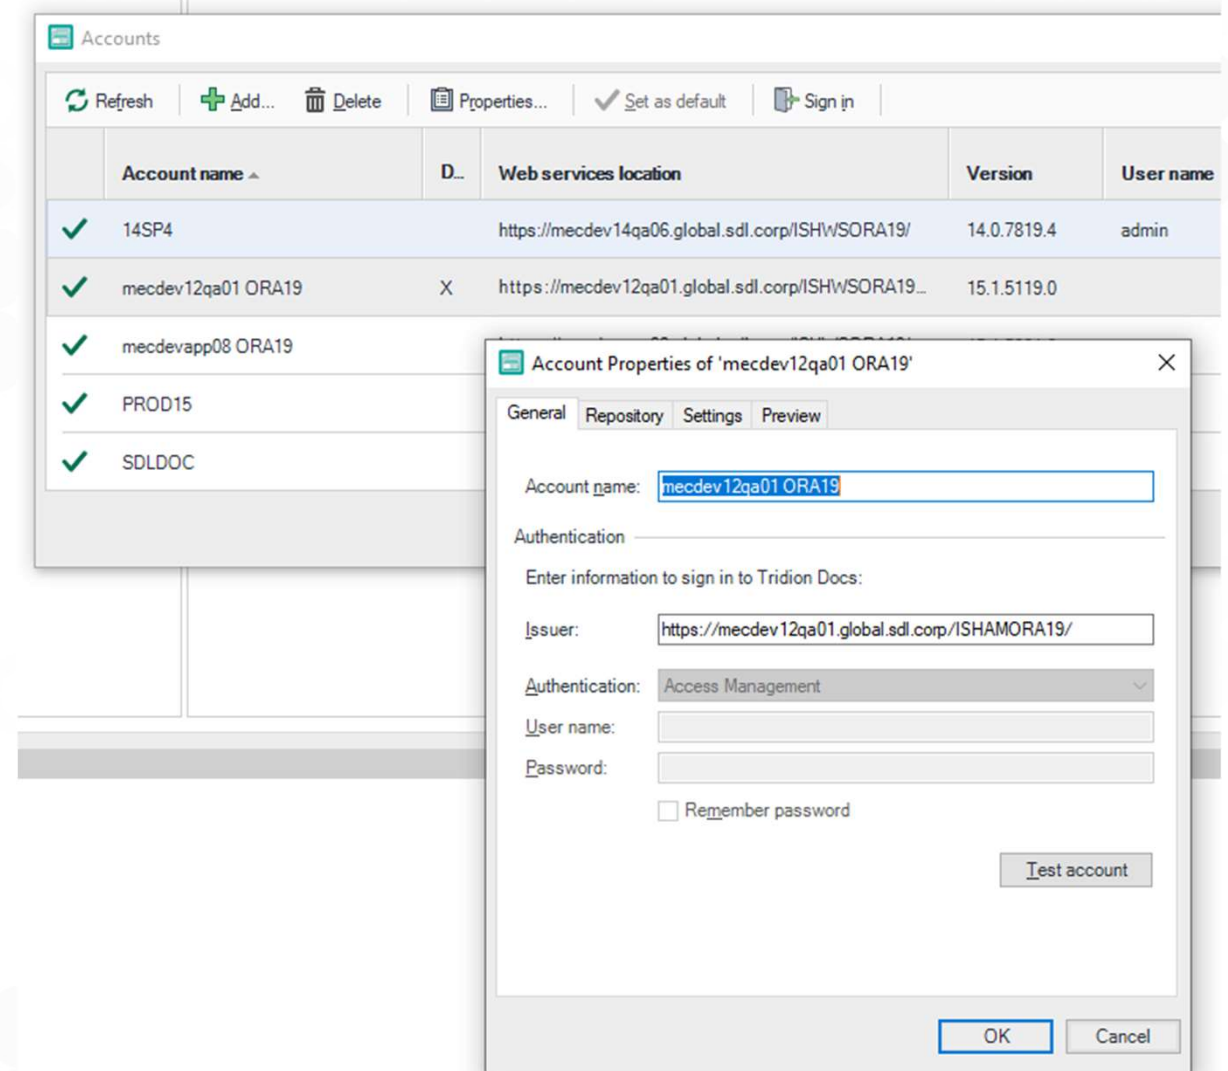 Accounts
Refresh Add... Delete Properties... Set as default Sign in
Account name D... Web services location Version User name
14SP4 https://mecdev14qa06.global.sdl.corp/ISHWSORA19/ 14.0.7819.4 admin
mecdev12qa01 ORA19 X https://mecdev12qa01.global.sdl.corp/ISHWSORA19... 15.1.5119.0
mecdevapp08 ORA19
PROD15
SDLDOC
Account Properties of 'mecdev12qa01 ORA19'
General Repository Settings Preview
Account name: mecdev12qa01 ORA19
Authentication
Enter information to sign in to Tridion Docs:
Issuer: https://mecdev12qa01.global.sdl.corp/ISHAMORA19/
Authentication: Access Management
User name:
Password:
Remember password
Test account
OK Cancel